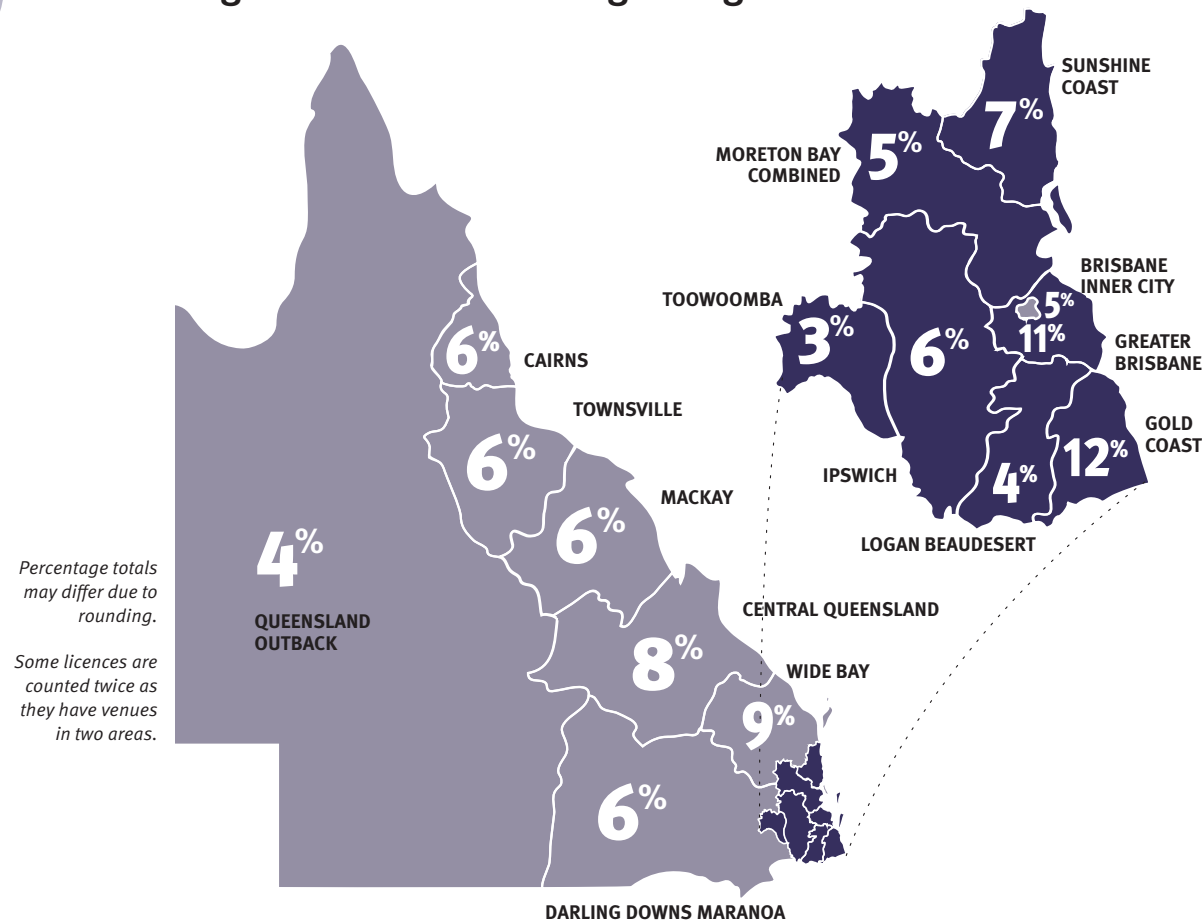 SUNSHINE
COAST
7%
MORETON BAY
COMBINED
5%
BRISBANE
INNER CITY
5%
TOOWOOMBA
3%
6%
11%
GREATER
BRISBANE
6%
CAIRNS
TOWNSVILLE
GOLD
COAST
12%
6%
IPSWICH
4%
MACKAY
6%
LOGAN BEAUDESERT
4%
QUEENSLAND
OUTBACK
Percentage totals
may differ due to
rounding.
Some licences are
counted twice as
they have venues
in two areas.
CENTRAL QUEENSLAND
8%
WIDE BAY
9%
6%
DARLING DOWNS MARANOA